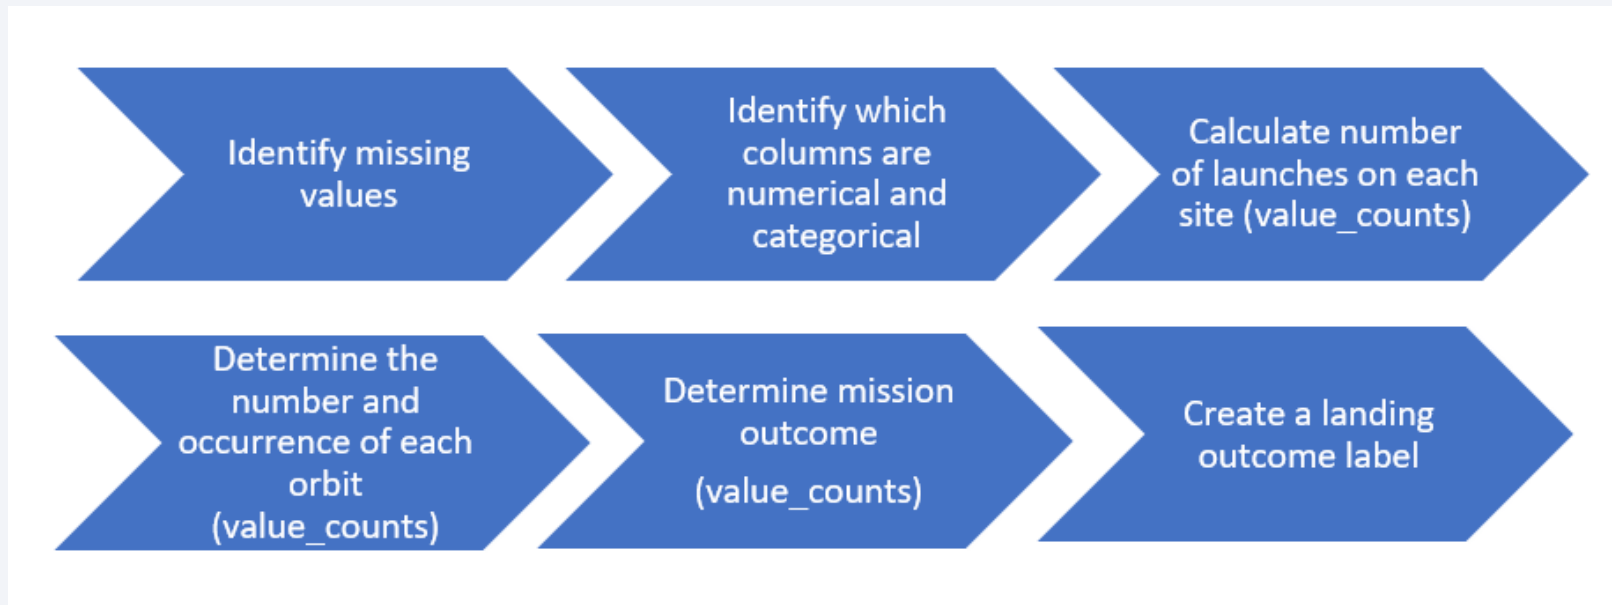 Identify missing
values
Identify which
columns are
numerical and
categorical
Calculate number
of launches on each
site (value_counts)
Determine the
number and
occurrence of each
orbit
(value_counts)
Determine mission
outcome
(value_counts)
Create a landing
outcome label